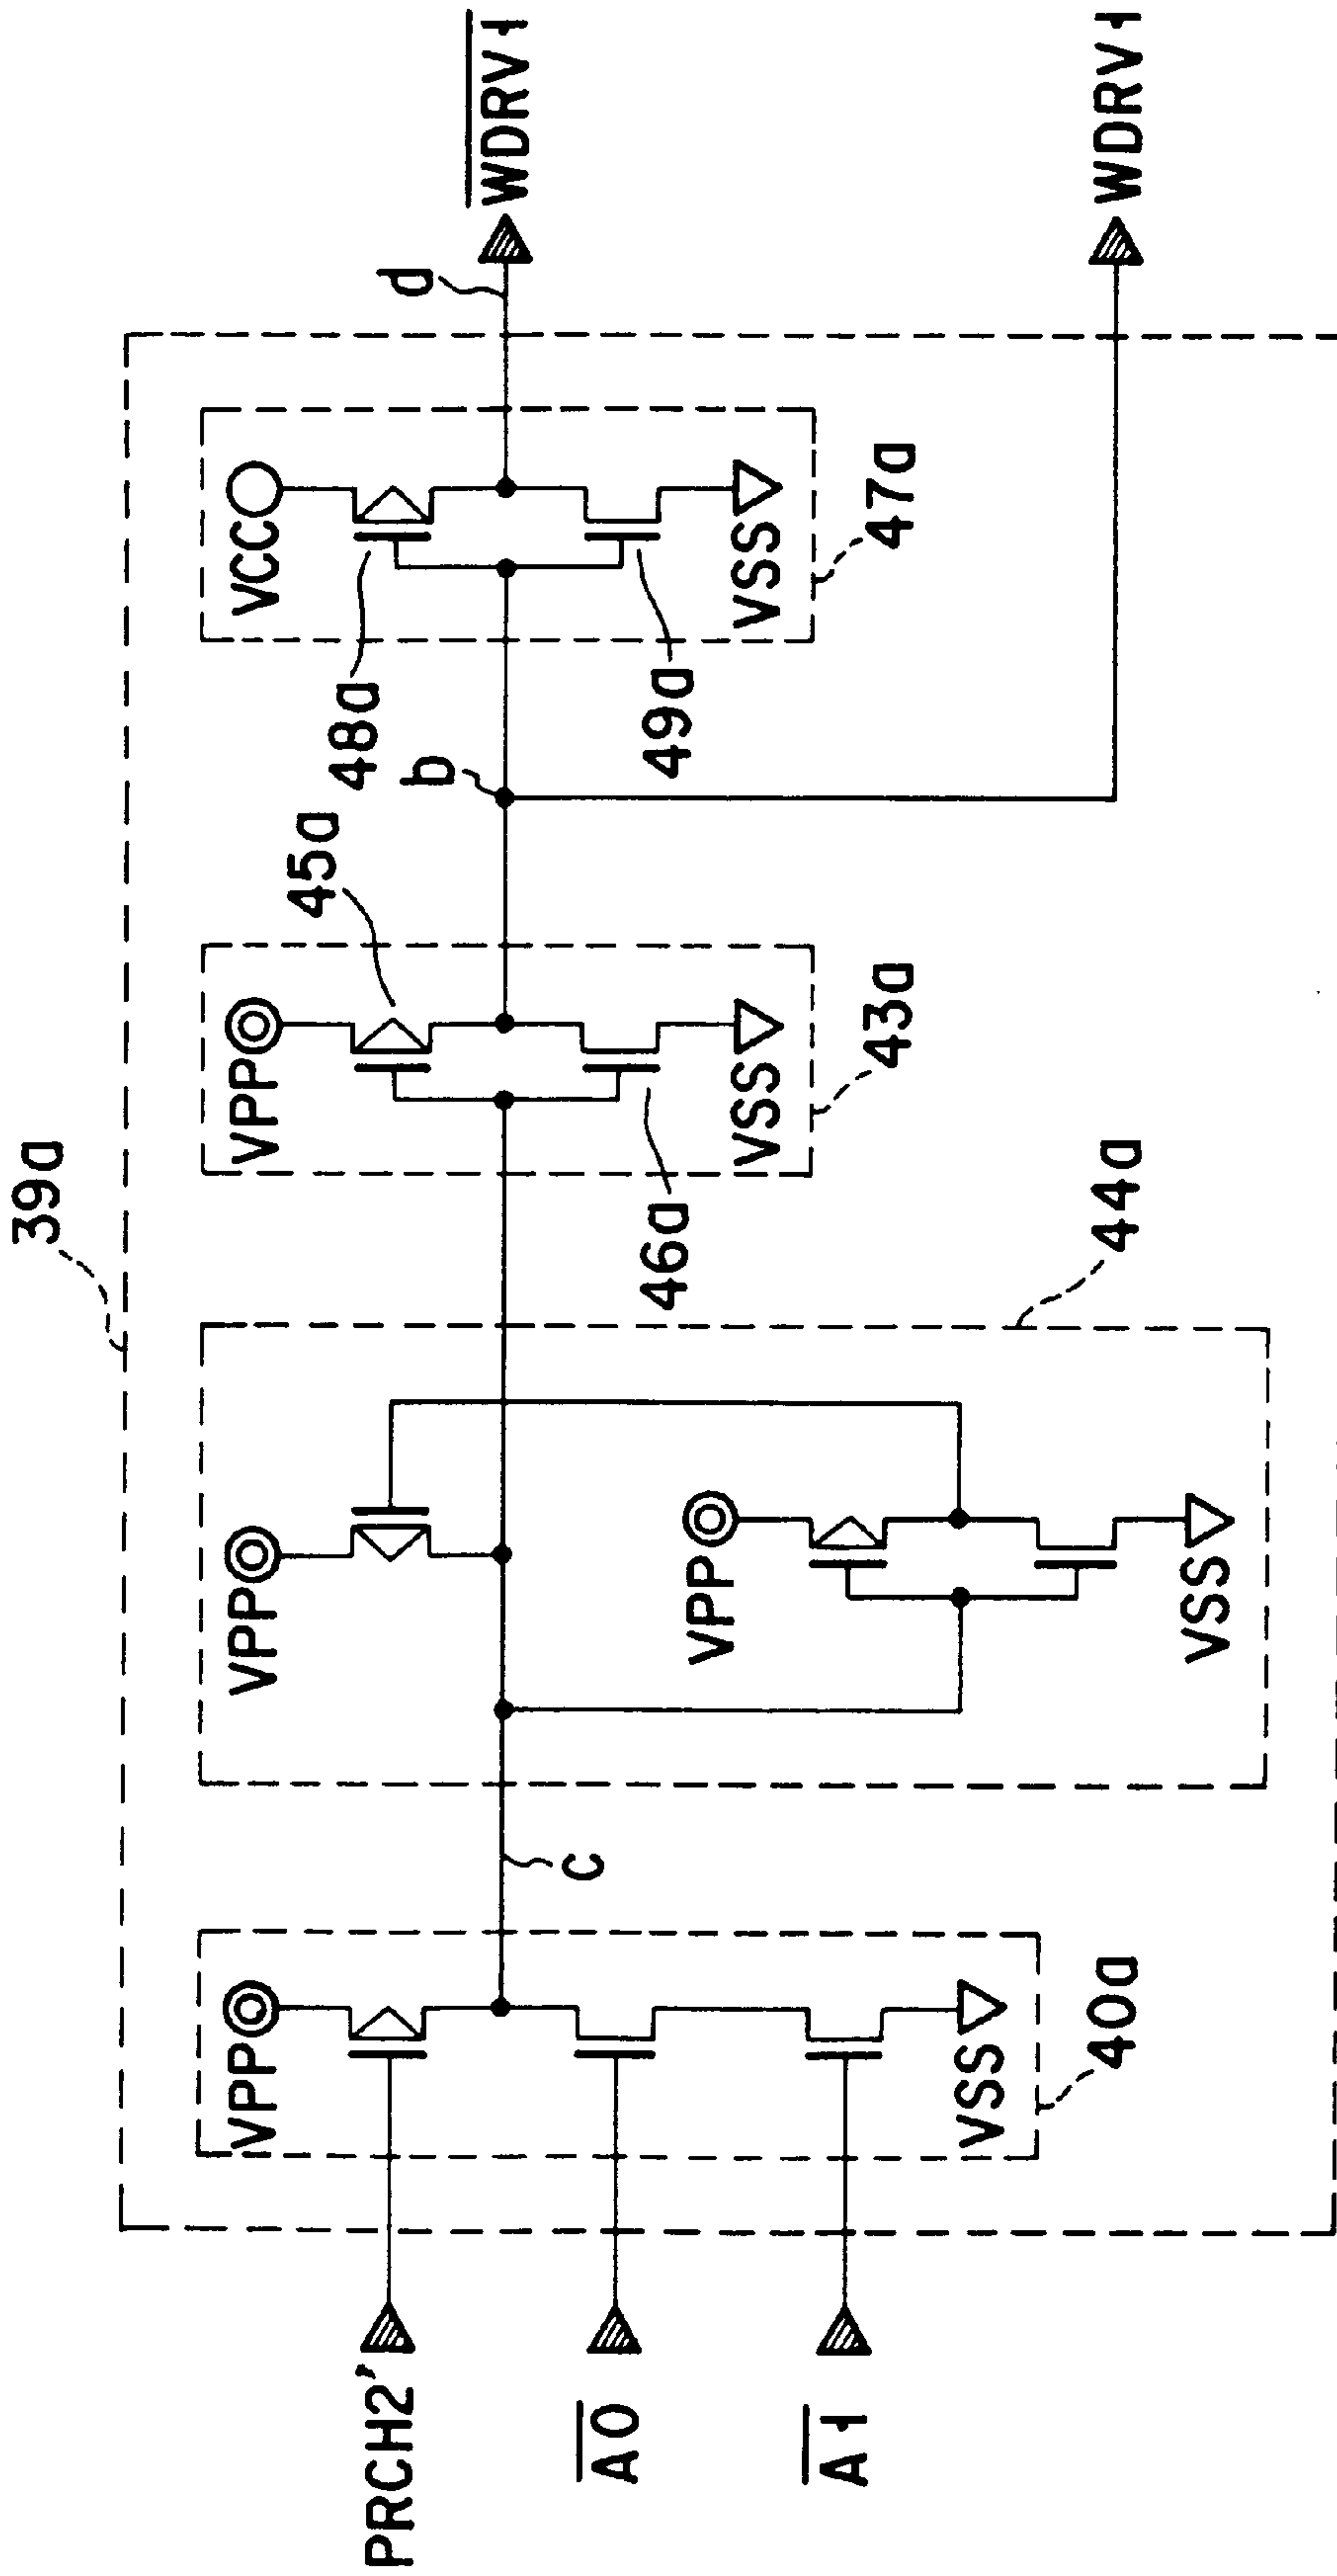 39a
PRCH2'
A0
A1
VPP
VSS
40a
c
VPP
VPP
VSS
44a
VPP
45a
46a
VSS
43a
b
VCC
48a
49a
VSS
47a
d
WDRV1
WDRV1